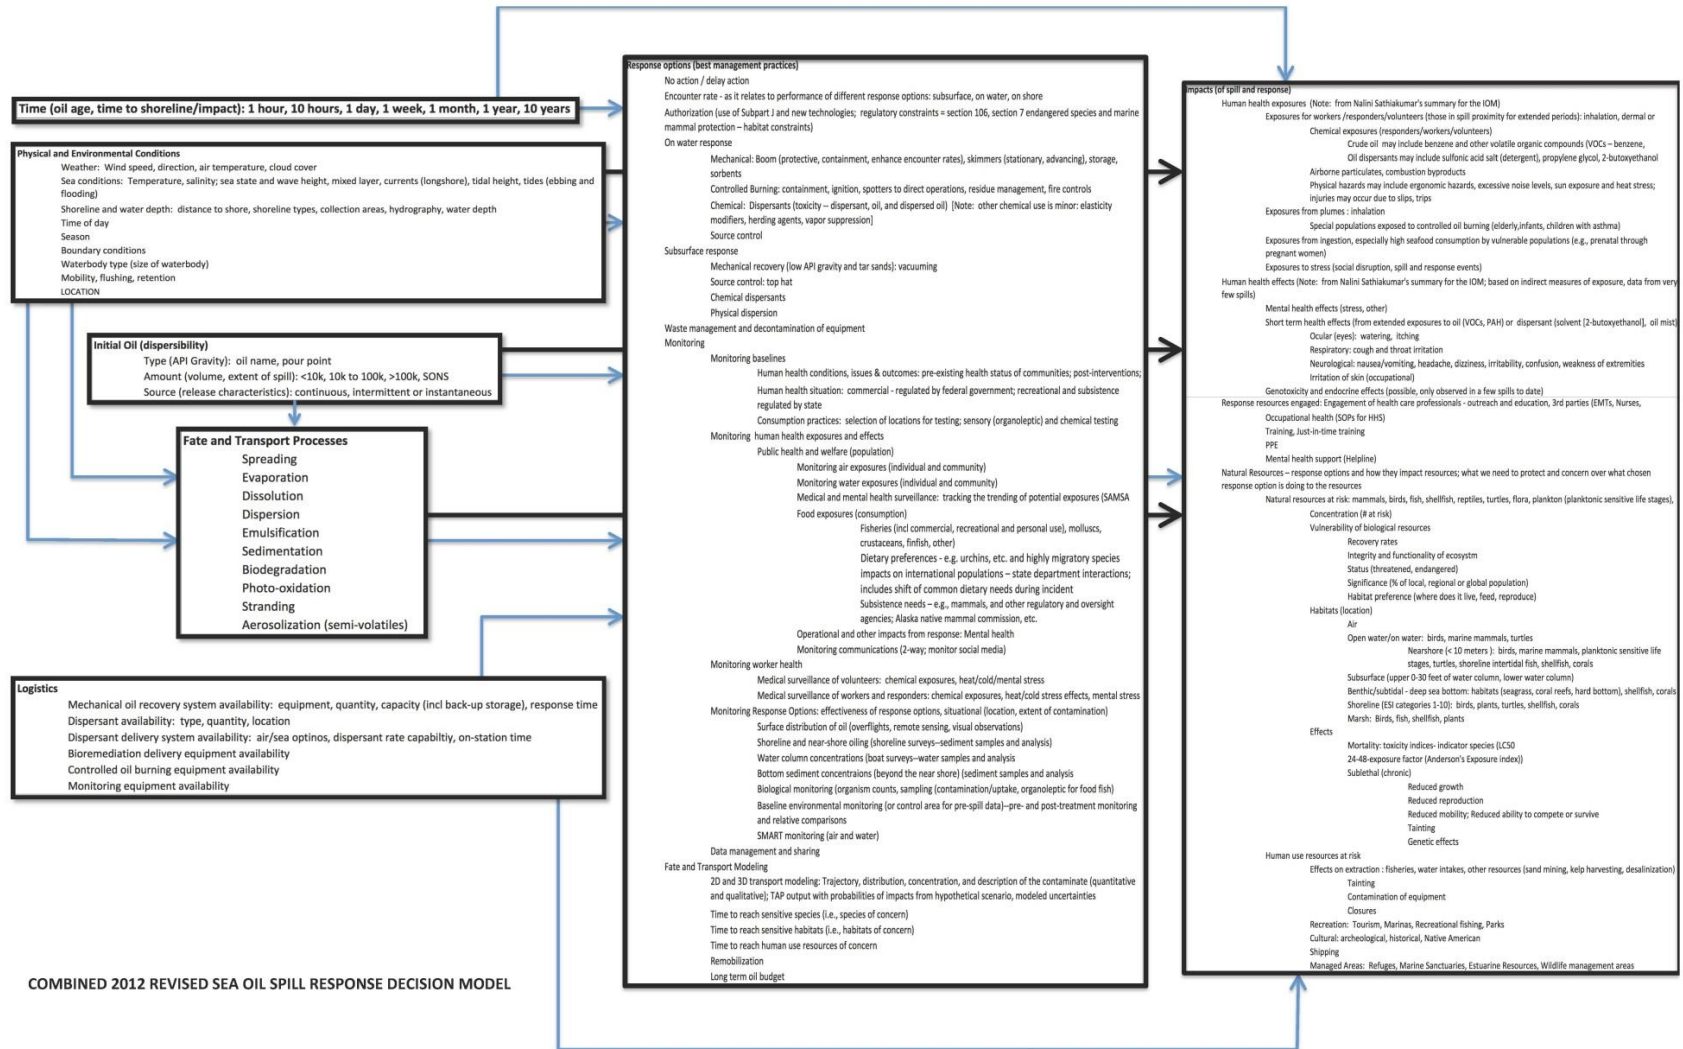 Time (oil age, time to shoreline/impact): 1 hour, 10 hours, 1 day, 1 week, 1 month, 1 year, 10 years
Physical and Environmental Conditions
Weather: Wind speed, direction, air temperature, cloud cover
Sea conditions: Temperature, salinity; sea state and wave height, mixed layer, currents (longshore), tidal height, tides (ebbing and
flooding)
Shoreline and water depth: distance to shore, shoreline types, collection areas, hydrography, water depth
Time of day
Season
Boundary conditions
Waterbody type (size of waterbody)
Mobility, flushing, retention
LOCATION
Initial Oil (dispersibility)
Type (API Gravity): oil name, pour point
Amount (volume, extent of spill): <10k, 10k to 100k, >100k, SONS
Source (release characteristics): continuous, intermittent or instantaneous
Fate and Transport Processes
Spreading
Evaporation
Dissolution
Dispersion
Emulsification
Sedimentation
Biodegradation
Photo-oxidation
Stranding
Aerosolization (semi-volatiles)
Logistics
Mechanical oil recovery system availability: equipment, quantity, capacity (incl back-up storage), response time
Dispersant availability: type, quantity, location
Dispersant delivery system availability: air/sea optinos, dispersant rate capabiltiy, on-station time
Bioremediation delivery equipment availability
Controlled oil burning equipment availability
Monitoring equipment availability
COMBINED 2012 REVISED SEA OIL SPILL RESPONSE DECISION MODEL
Response options (best management practices)
No action / delay action
Encounter rate - as it relates to performance of different response options: subsurface, on water, on shore
Authorization (use of Subpart J and new technologies; regulatory constraints = section 106, section 7 endangered species and marine
mammal protection – habitat constraints)
On water response
Mechanical: Boom (protective, containment, enhance encounter rates), skimmers (stationary, advancing), storage,
sorbents
Controlled Burning: containment, ignition, spotters to direct operations, residue management, fire controls
Chemical: Dispersants (toxicity – dispersant, oil, and dispersed oil) [Note: other chemical use is minor: elasticity
modifiers, herding agents, vapor suppression]
Source control
Subsurface response
Mechanical recovery (low API gravity and tar sands): vacuuming
Source control: top hat
Chemical dispersants
Physical dispersion
Waste management and decontamination of equipment
Monitoring
Monitoring baselines
Human health conditions, issues & outcomes: pre-existing health status of communities; post-interventions;
Human health situation: commercial - regulated by federal government; recreational and subsistence
regulated by state
Consumption practices: selection of locations for testing; sensory (organoleptic) and chemical testing
Monitoring human health exposures and effects
Public health and welfare (population)
Monitoring air exposures (individual and community)
Monitoring water exposures (individual and community)
Medical and mental health surveillance: tracking the trending of potential exposures (SAMSA
Food exposures (consumption)
Fisheries (incl commercial, recreational and personal use), molluscs,
crustaceans, finfish, other)
Dietary preferences - e.g. urchins, etc. and highly migratory species
impacts on international populations – state department interactions;
includes shift of common dietary needs during incident
Subsistence needs – e.g., mammals, and other regulatory and oversight
agencies; Alaska native mammal commission, etc.
Operational and other impacts from response: Mental health
Monitoring communications (2-way; monitor social media)
Monitoring worker health
Medical surveillance of volunteers: chemical exposures, heat/cold/mental stress
Medical surveillance of workers and responders: chemical exposures, heat/cold stress effects, mental stress
Monitoring Response Options: effectiveness of response options, situational (location, extent of contamination)
Surface distribution of oil (overflights, remote sensing, visual observations)
Shoreline and near-shore oiling (shoreline surveys--sediment samples and analysis)
Water column concentrations (boat surveys--water samples and analysis
Bottom sediment concentraions (beyond the near shore) (sediment samples and analysis
Biological monitoring (organism counts, sampling (contamination/uptake, organoleptic for food fish)
Baseline environmental monitoring (or control area for pre-spill data)--pre- and post-treatment monitoring
and relative comparisons
SMART monitoring (air and water)
Data management and sharing
Fate and Transport Modeling
2D and 3D transport modeling: Trajectory, distribution, concentration, and description of the contaminate (quantitative
and qualitative); TAP output with probabilities of impacts from hypothetical scenario, modeled uncertainties
Time to reach sensitive species (i.e., species of concern)
Time to reach sensitive habitats (i.e., habitats of concern)
Time to reach human use resources of concern
Remobilization
Long term oil budget
Impacts (of spill and response)
Human health exposures (Note: from Nalini Sathiakumar's summary for the IOM)
Exposures for workers /responders/volunteers (those in spill proximity for extended periods): inhalation, dermal or
Chemical exposures (responders/workers/volunteers)
Crude oil may include benzene and other volatile organic compounds (VOCs – benzene,
Oil dispersants may include sulfonic acid salt (detergent), propylene glycol, 2-butoxyethanol
Airborne particulates, combustion byproducts
Physical hazards may include ergonomic hazards, excessive noise levels, sun exposure and heat stress;
injuries may occur due to slips, trips
Exposures from plumes : inhalation
Special populations exposed to controlled oil burning (elderly,infants, children with asthma)
Exposures from ingestion, especially high seafood consumption by vulnerable populations (e.g., prenatal through
pregnant women)
Exposures to stress (social disruption, spill and response events)
Human health effects (Note: from Nalini Sathiakumar's summary for the IOM; based on indirect measures of exposure, data from very
few spills)
Mental health effects (stress, other)
Short term health effects (from extended exposures to oil (VOCs, PAH) or dispersant (solvent [2-butoxyethanol], oil mist)
Ocular (eyes): watering, itching
Respiratory: cough and throat irritation
Neurological: nausea/vomiting, headache, dizziness, irritability, confusion, weakness of extremities
Irritation of skin (occupational)
Genotoxicity and endocrine effects (possible, only observed in a few spills to date)
Response resources engaged: Engagement of health care professionals - outreach and education, 3rd parties (EMTs, Nurses,
Occupational health (SOPs for HHS)
Training, Just-in-time training
PPE
Mental health support (Helpline)
Natural Resources – response options and how they impact resources; what we need to protect and concern over what chosen
response option is doing to the resources
Natural resources at risk: mammals, birds, fish, shellfish, reptiles, turtles, flora, plankton (planktonic sensitive life stages),
Concentration (# at risk)
Vulnerability of biological resources
Recovery rates
Integrity and functionality of ecosystm
Status (threatened, endangered)
Significance (% of local, regional or global population)
Habitat preference (where does it live, feed, reproduce)
Habitats (location)
Air
Open water/on water: birds, marine mammals, turtles
Nearshore (< 10 meters ): birds, marine mammals, planktonic sensitive life
stages, turtles, shoreline intertidal fish, shellfish, corals
Subsurface (upper 0-30 feet of water column, lower water column)
Benthic/subtidal - deep sea bottom: habitats (seagrass, coral reefs, hard bottom), shellfish, corals
Shoreline (ESI categories 1-10): birds, plants, turtles, shellfish, corals
Marsh: Birds, fish, shellfish, plants
Effects
Mortality: toxicity indices- indicator species (LC50
24-48-exposure factor (Anderson's Exposure index))
Sublethal (chronic)
Reduced growth
Reduced reproduction
Reduced mobility; Reduced ability to compete or survive
Tainting
Genetic effects
Human use resources at risk
Effects on extraction : fisheries, water intakes, other resources (sand mining, kelp harvesting, desalinization)
Tainting
Contamination of equipment
Closures
Recreation: Tourism, Marinas, Recreational fishing, Parks
Cultural: archeological, historical, Native American
Shipping
Managed Areas: Refuges, Marine Sanctuaries, Estuarine Resources, Wildlife management areas